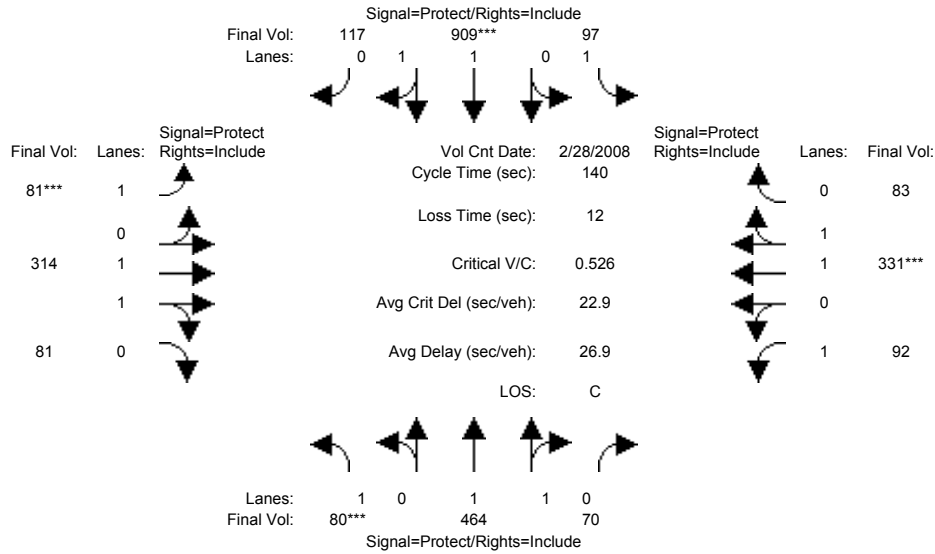 Signal=Protect/Rights=Include
Final Vol: 117 909*** 97
Lanes: 0 1 1 0 1
Signal=Protect
Final Vol: Lanes: Rights=Include
Vol Cnt Date: 2/28/2008
Signal=Protect
Rights=Include Lanes: Final Vol:
Cycle Time (sec): 140
81*** 1
0 83
Loss Time (sec): 12
0
1
314 1
Critical V/C: 0.526
1 331***
1
Avg Crit Del (sec/veh): 22.9
0
81 0
Avg Delay (sec/veh): 26.9
1 92
LOS: C
Lanes: 1 0 1 1 0
Final Vol: 80*** 464 70
Signal=Protect/Rights=Include